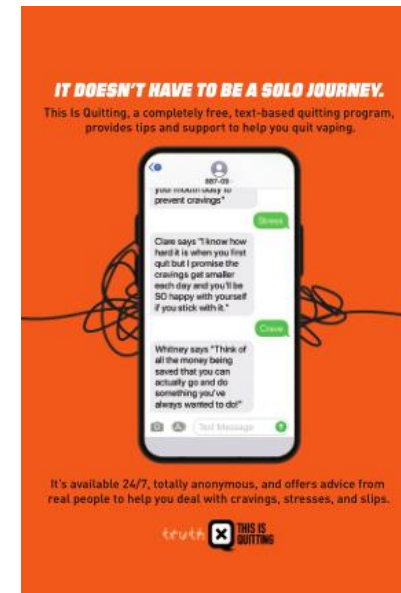 IT DOESN'T HAVE TO BE A SOLO JOURNEY.
This Is Quitting, a completely free, text-based quitting program,
provides tips and support to help you quit vaping.
887-09
your mouth busy to
prevent cravings"
Stress
Clare says "I know how
hard it is when you first
quit but I promise the
cravings get smaller
each day and you'll be
SO happy with yourself
if you stick with it."
Crave
Whitney says "Think of
all the money being
saved that you can
actually go and do
something you've
always wanted to do!"
Text Message
It's available 24/7, totally anonymous, and offers advice from
real people to help you deal with cravings, stresses, and slips.
truth
THIS IS
QUITTING